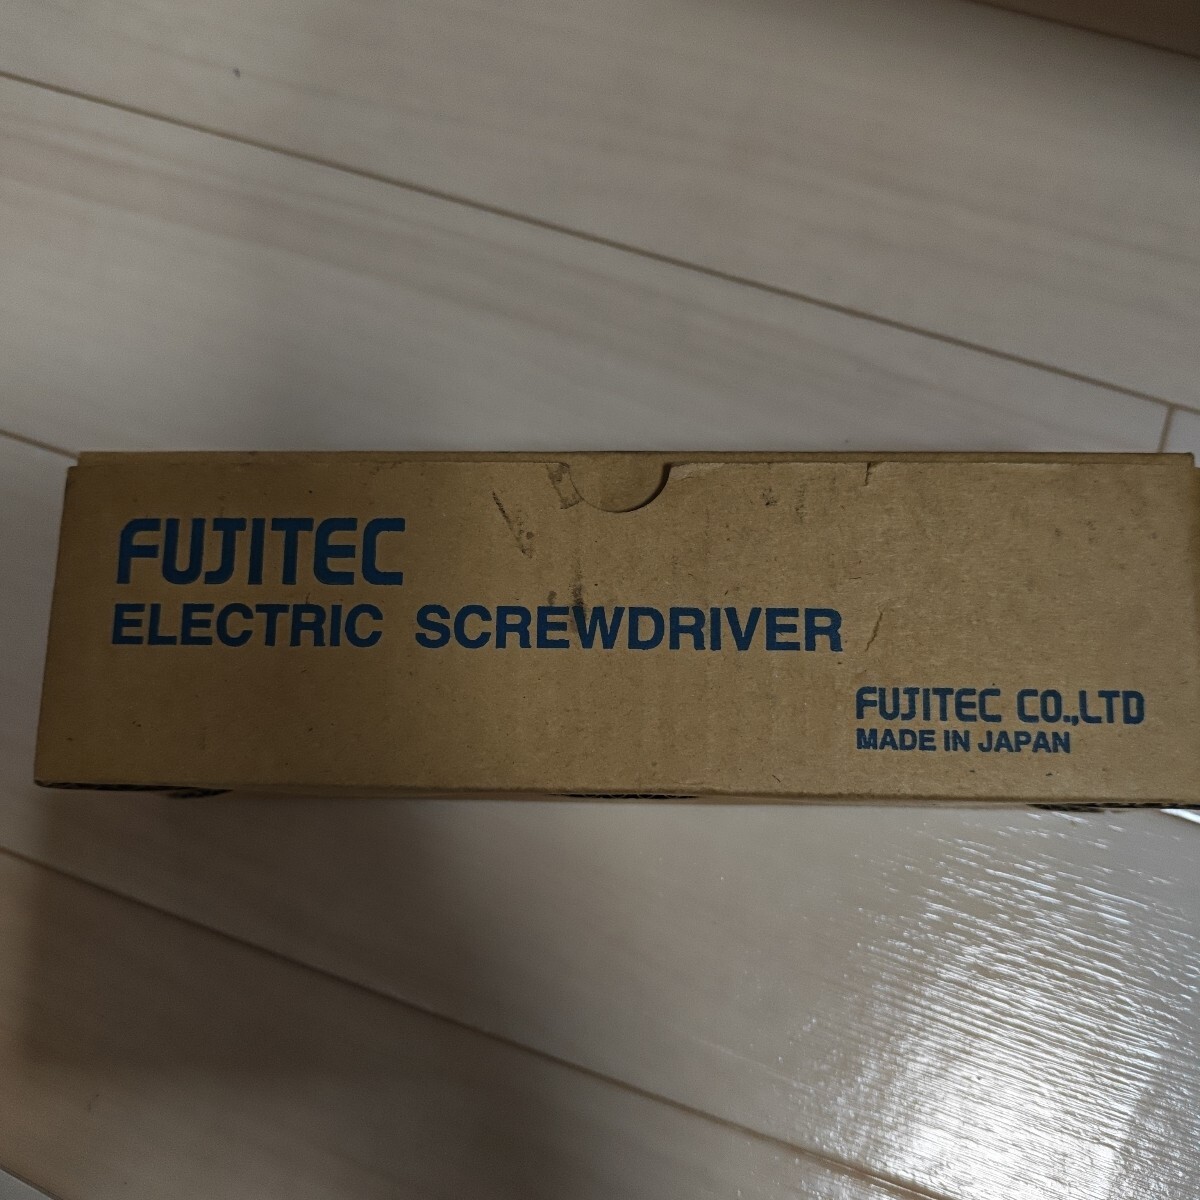 FUJITEC
ELECTRIC SCREWDRIVER
FUJITEC CO.,LTD
MADE IN JAPAN